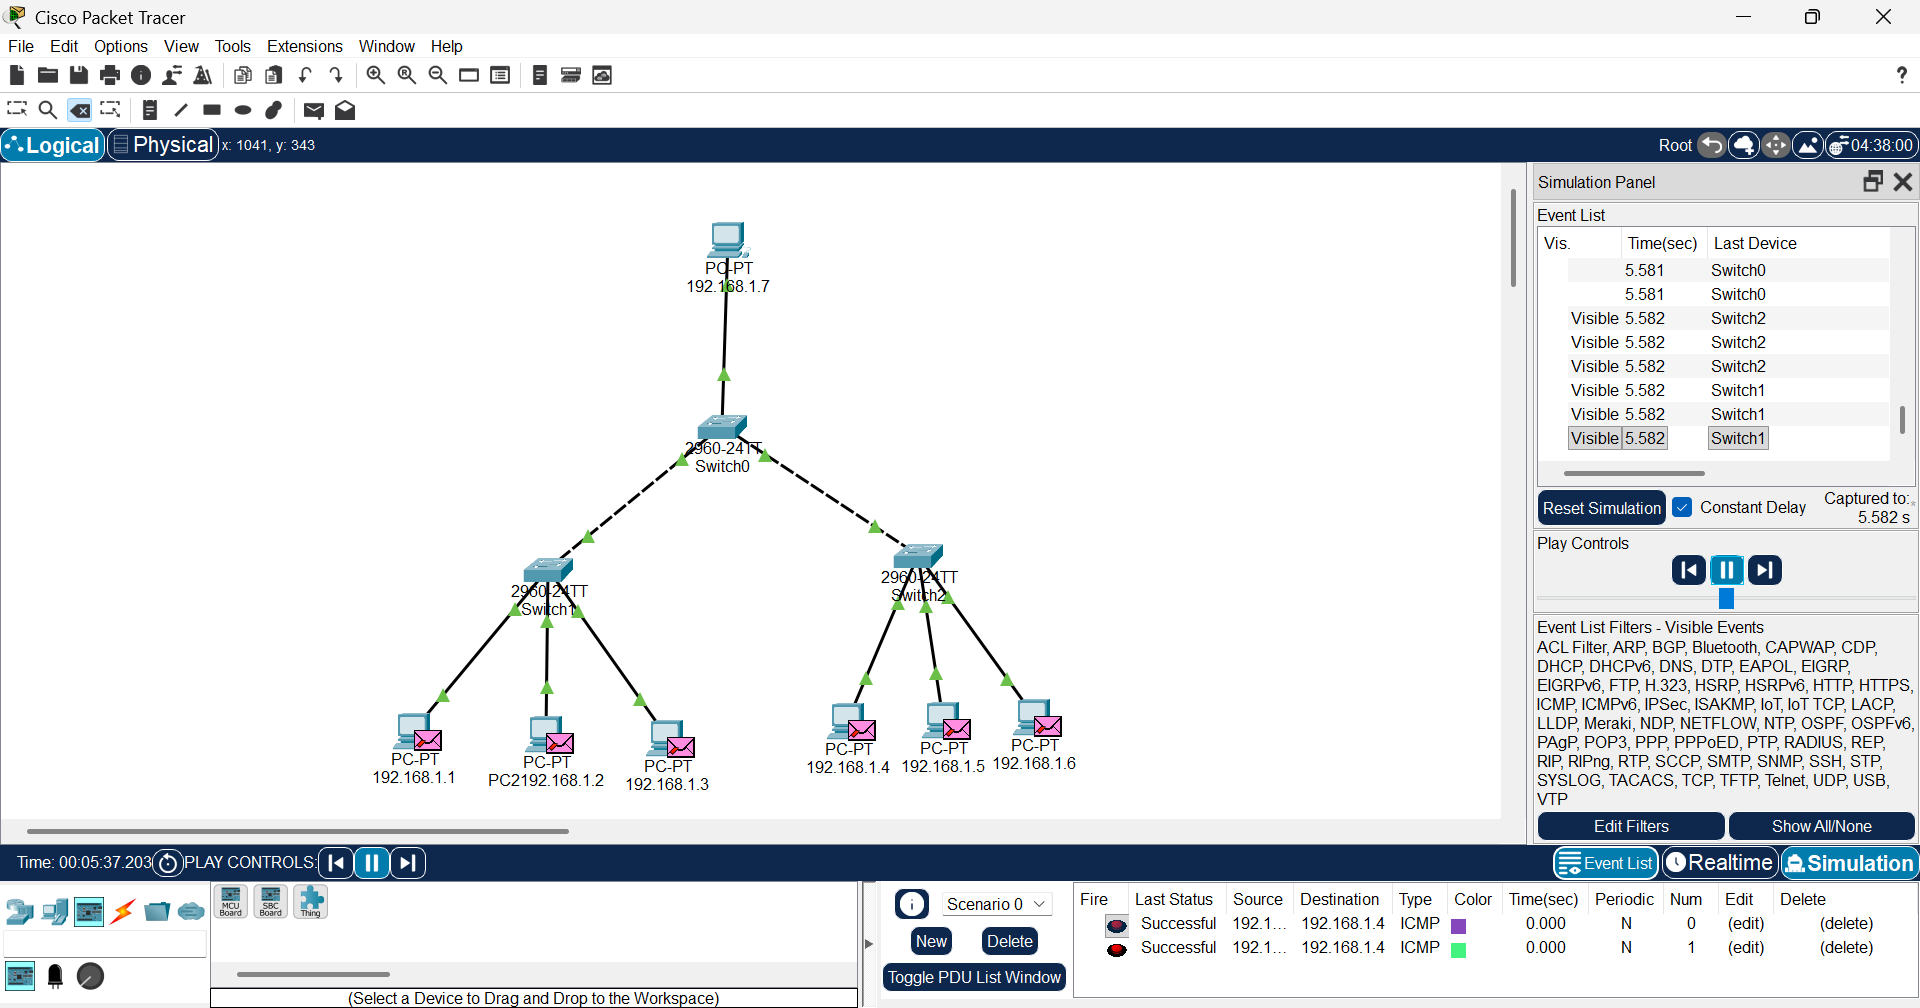 Cisco Packet Tracer
File Edit Options View Tools Extensions Window Help
Logical Physical x: 1041, y: 343 Root 04:38:00
PC-PT
192.168.1.7
2960-24TT
Switch0
2960-24TT
Switch1
2960-24TT
Switch2
PC-PT
192.168.1.1
PC-PT
PC2192.168.1.2
PC-PT
192.168.1.3
PC-PT
192.168.1.4
PC-PT
192.168.1.5
PC-PT
192.168.1.6
Simulation Panel
Event List
Vis. Time(sec) Last Device
5.581 Switch0
5.581 Switch0
Visible 5.582 Switch2
Visible 5.582 Switch2
Visible 5.582 Switch2
Visible 5.582 Switch1
Visible 5.582 Switch1
Visible 5.582 Switch1
Reset Simulation Constant Delay Captured to:
5.582 s
Play Controls
Event List Filters - Visible Events
ACL Filter, ARP, BGP, Bluetooth, CAPWAP, CDP,
DHCP, DHCPv6, DNS, DTP, EAPOL, EIGRP,
EIGRPv6, FTP, H.323, HSRP, HSRPv6, HTTP, HTTPS,
ICMP, ICMPv6, IPSec, ISAKMP, IoT, IoT TCP, LACP,
LLDP, Meraki, NDP, NETFLOW, NTP, OSPF, OSPFv6,
PAgP, POP3, PPP, PPPoED, PTP, RADIUS, REP,
RIP, RIPng, RTP, SCCP, SMTP, SNMP, SSH, STP,
SYSLOG, TACACS, TCP, TFTP, Telnet, UDP, USB,
VTP
Edit Filters Show All/None
Time: 00:05:37.203 PLAY CONTROLS: Event List Realtime Simulation
MCU Board
SBC Board
Thing
(Select a Device to Drag and Drop to the Workspace)
Scenario 0
New Delete
Toggle PDU List Window
Fire Last Status Source Destination Type Color Time(sec) Periodic Num Edit Delete
Successful 192.1... 192.168.1.4 ICMP 0.000 N 0 (edit) (delete)
Successful 192.1... 192.168.1.4 ICMP 0.000 N 1 (edit) (delete)